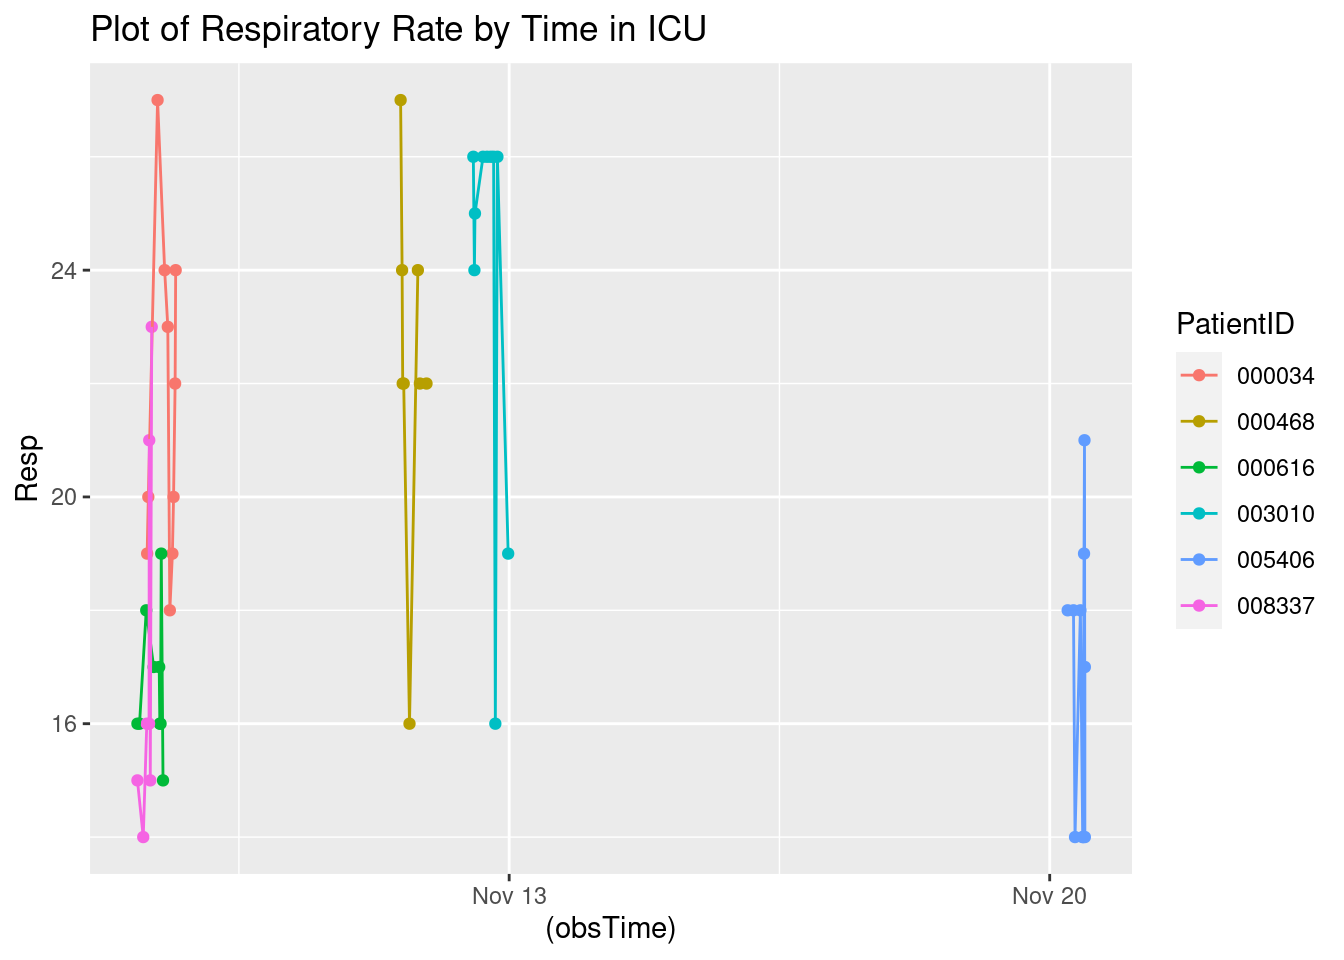 Plot of Respiratory Rate by Time in ICU
Resp
24
20
16
Nov 13
Nov 20
(obsTime)
PatientID
000034
000468
000616
003010
005406
008337